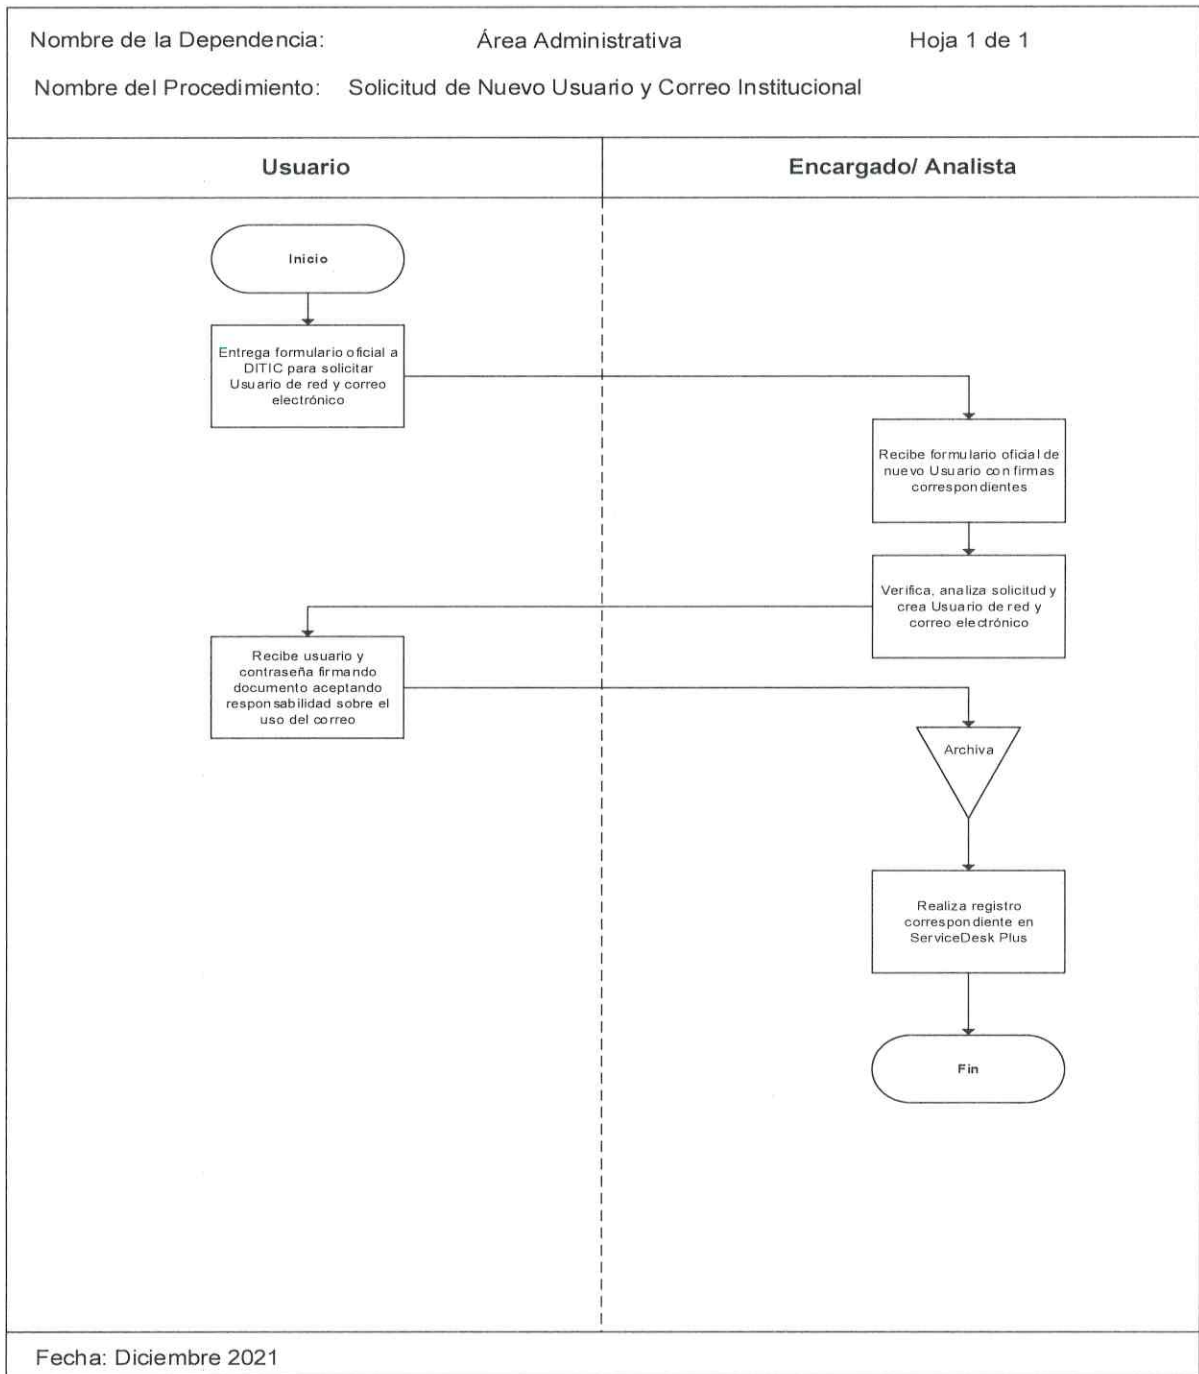 Nombre de la Dependencia: Área Administrativa Hoja 1 de 1
Nombre del Procedimiento: Solicitud de Nuevo Usuario y Correo Institucional
Usuario Encargado/ Analista
Inicio
Entrega formulario oficial a
DITIC para solicitar
Usuario de red y correo
electrónico
Recibe formulario oficial de
nuevo Usuario con firmas
correspondientes
Verifica, analiza solicitud y
crea Usuario de red y
correo electrónico
Recibe usuario y
contraseña firmando
documento aceptando
responsabilidad sobre el
uso del correo
Archiva
Realiza registro
correspondiente en
ServiceDesk Plus
Fin
Fecha: Diciembre 2021